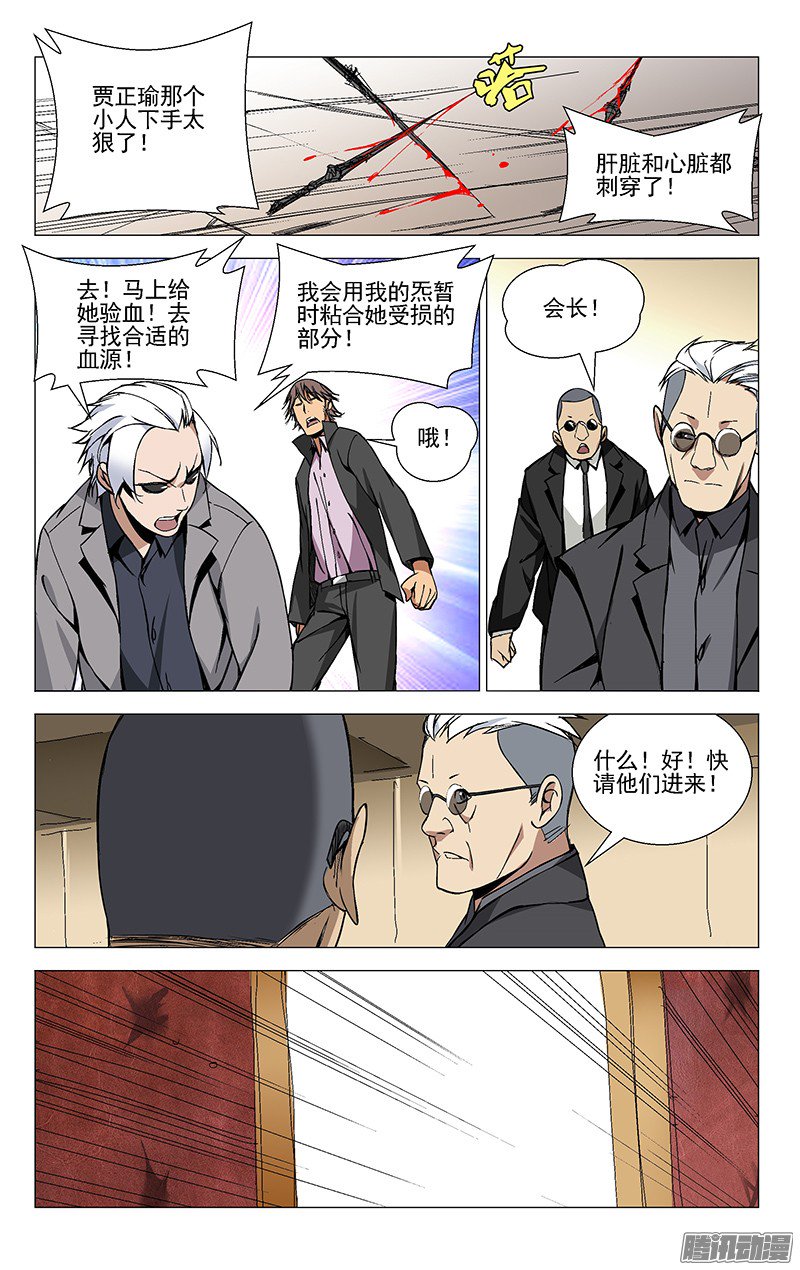 贾正瑜那个
小人下手太
狠了！
嗒
肝脏和心脏都
刺穿了！
去！马上给
她验血！去
寻找合适的
血源！
我会用我的炁暂
时粘合她受损的
部分！
哦！
会长！
什么！好！快
请他们进来！
腾讯动漫